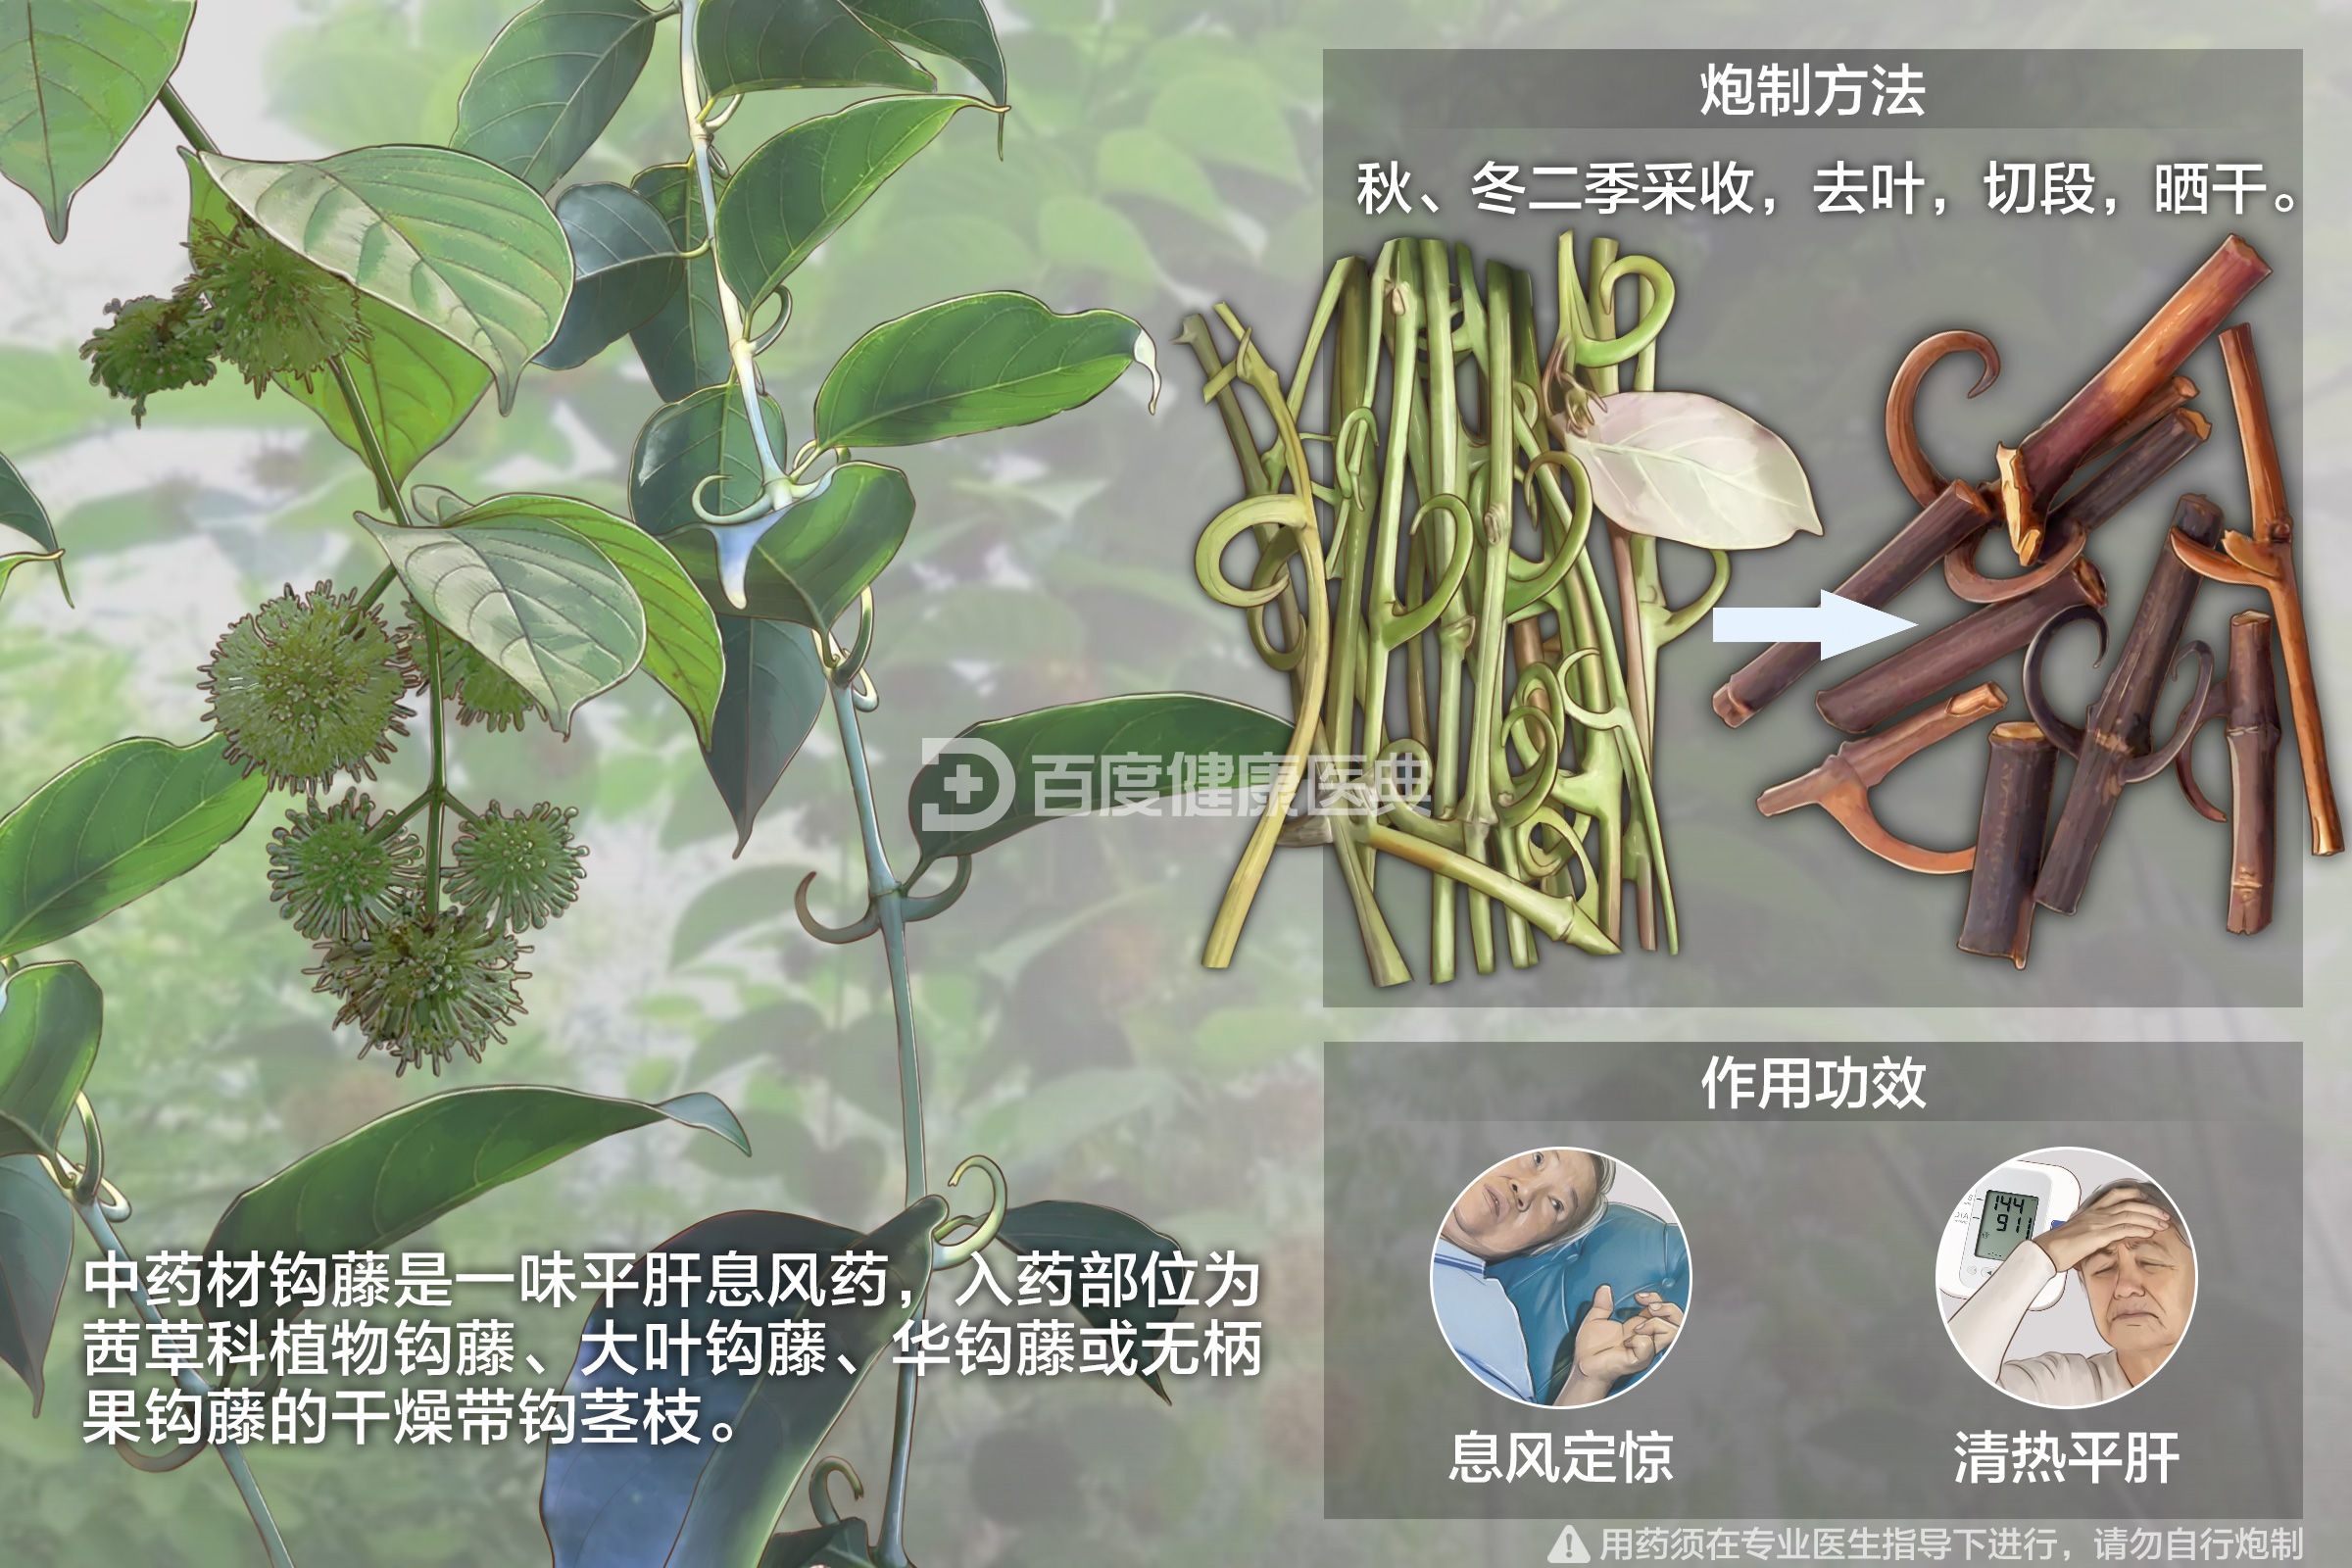 炮制方法
秋、冬二季采收，去叶，切段，晒干。
百度健康医典
中药材钩藤是一味平肝息风药，入药部位为
茜草科植物钩藤、大叶钩藤、华钩藤或无柄
果钩藤的干燥带钩茎枝。
作用功效
144
91
息风定惊
清热平肝
用药须在专业医生指导下进行，请勿自行炮制